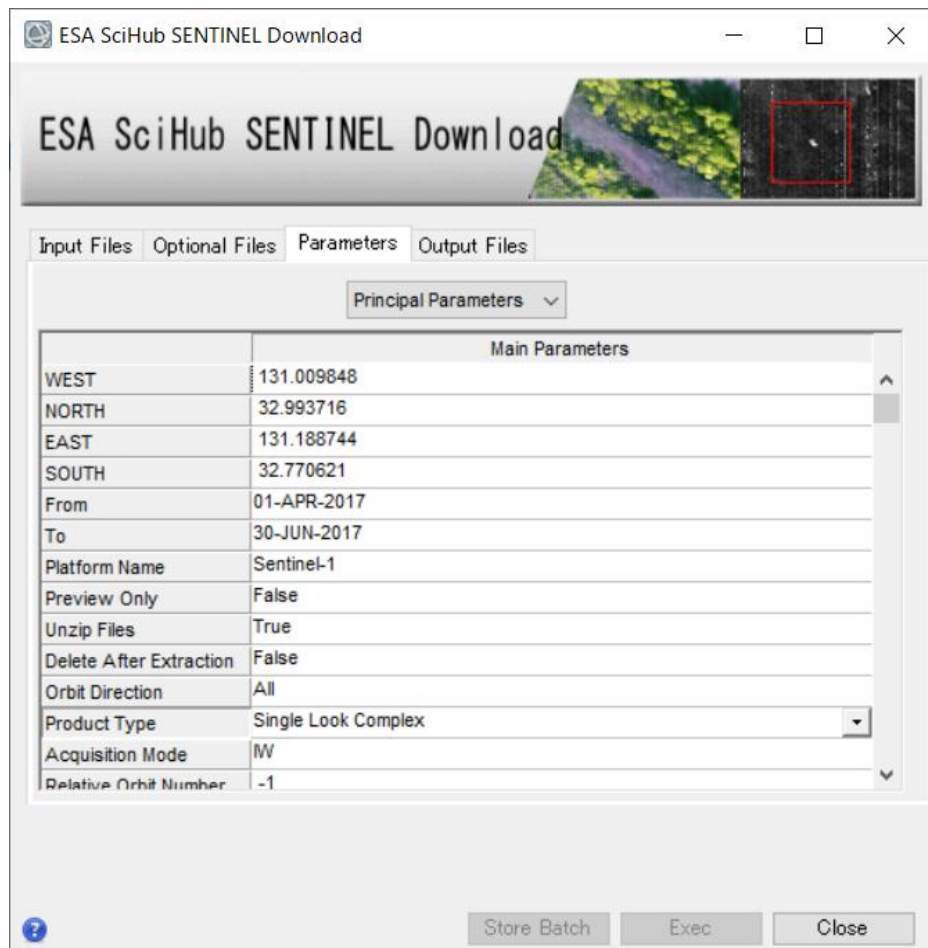 ESA SciHub SENTINEL Download
ESA SciHub SENTINEL Download
Input Files Optional Files Parameters Output Files
Principal Parameters
Main Parameters
WEST 131.009848
NORTH 32.993716
EAST 131.188744
SOUTH 32.770621
From 01-APR-2017
To 30-JUN-2017
Platform Name Sentinel-1
Preview Only False
Unzip Files True
Delete After Extraction False
Orbit Direction All
Product Type Single Look Complex
Acquisition Mode IW
Relative Orbit Number -1
Store Batch Exec Close